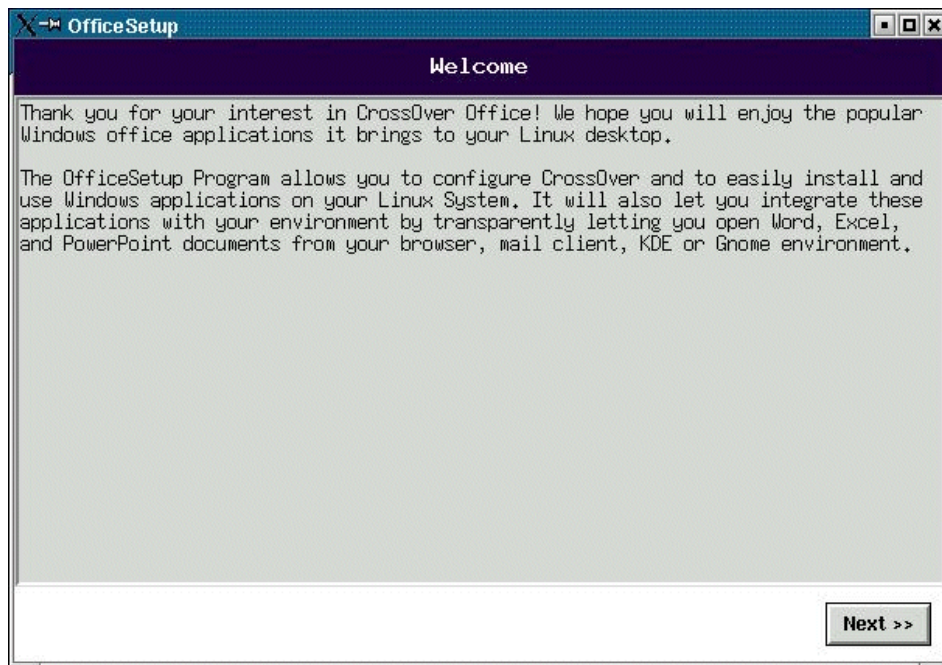 OfficeSetup
Welcome
Thank you for your interest in CrossOver Office! We hope you will enjoy the popular
Windows office applications it brings to your Linux desktop.
The OfficeSetup Program allows you to configure CrossOver and to easily install and
use Windows applications on your Linux System. It will also let you integrate these
applications with your environment by transparently letting you open Word, Excel,
and PowerPoint documents from your browser, mail client, KDE or Gnome environment.
Next >>